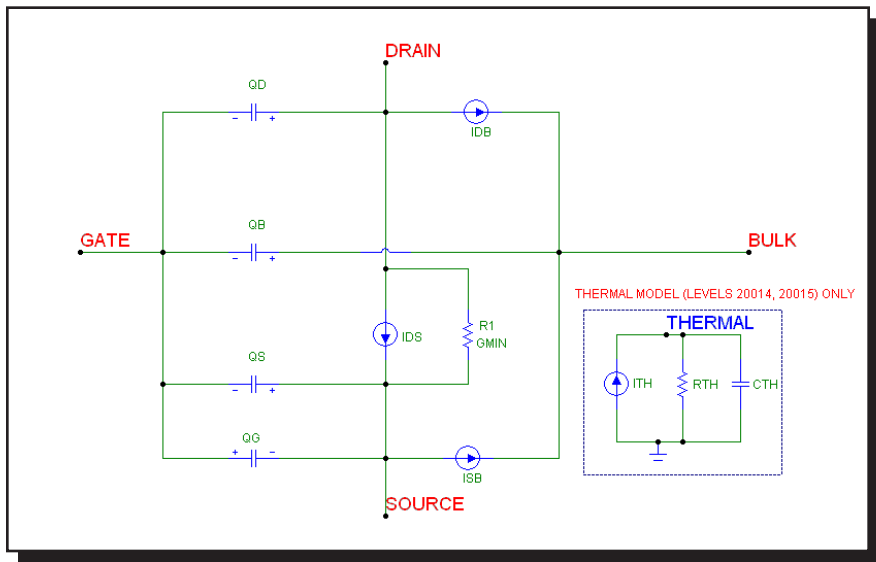 DRAIN
QD
- +
IDB
QB
GATE
- +
BULK
THERMAL MODEL (LEVELS 20014, 20015) ONLY
THERMAL
R1
GMIN
IDS
QS
- +
ITH
RTH
CTH
QG
+ -
ISB
SOURCE